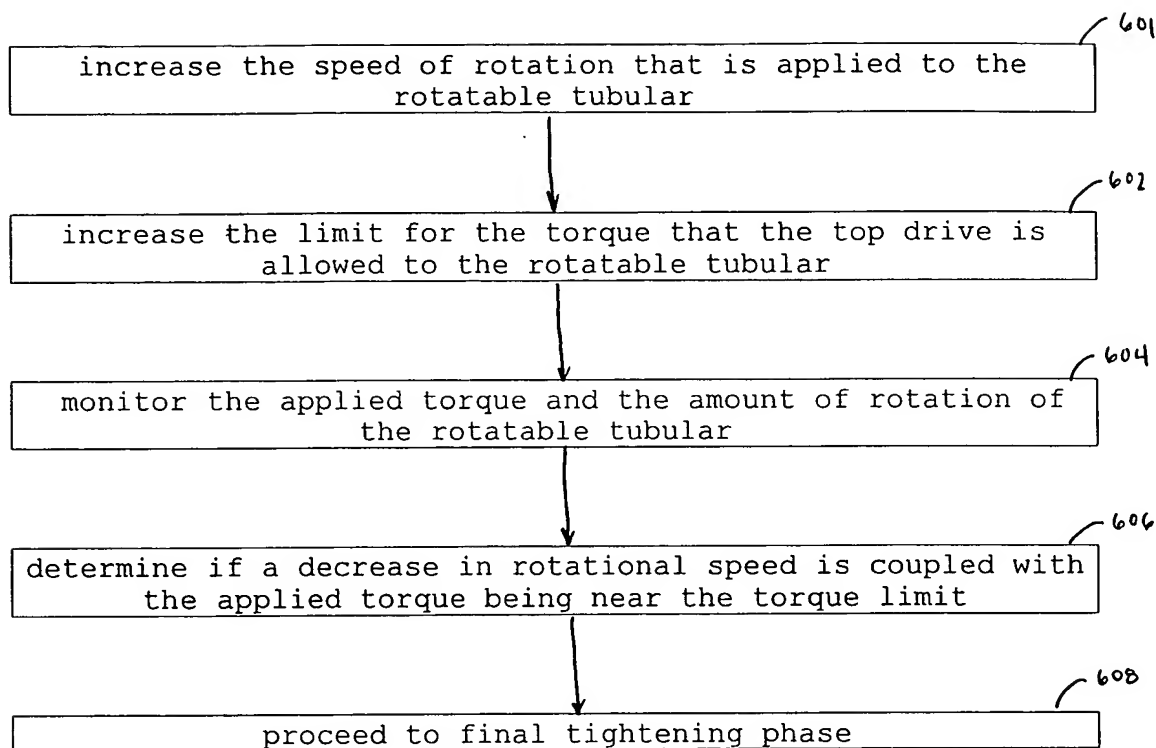 601
increase the speed of rotation that is applied to the
rotatable tubular
602
increase the limit for the torque that the top drive is
allowed to the rotatable tubular
604
monitor the applied torque and the amount of rotation of
the rotatable tubular
606
determine if a decrease in rotational speed is coupled with
the applied torque being near the torque limit
608
proceed to final tightening phase